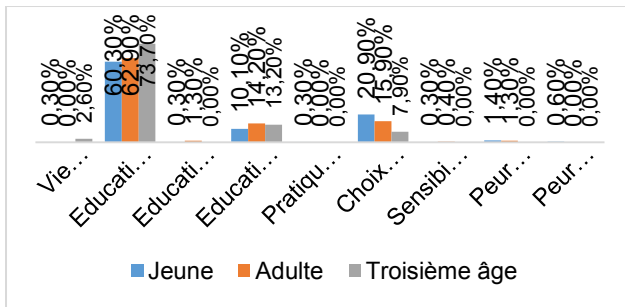 0,30%
0,00%
2,60%
60,30%
62,90%
73,70%
0,30%
1,30%
0,00%
10,10%
14,20%
13,20%
0,30%
0,00%
0,00%
20,90%
15,90%
7,90%
0,30%
0,40%
0,00%
1,40%
1,30%
0,00%
0,60%
0,00%
0,00%
Vie…
Educati…
Educati…
Educati…
Pratiqu…
Choix…
Sensibi…
Peur…
Peur…
Jeune Adulte Troisième âge